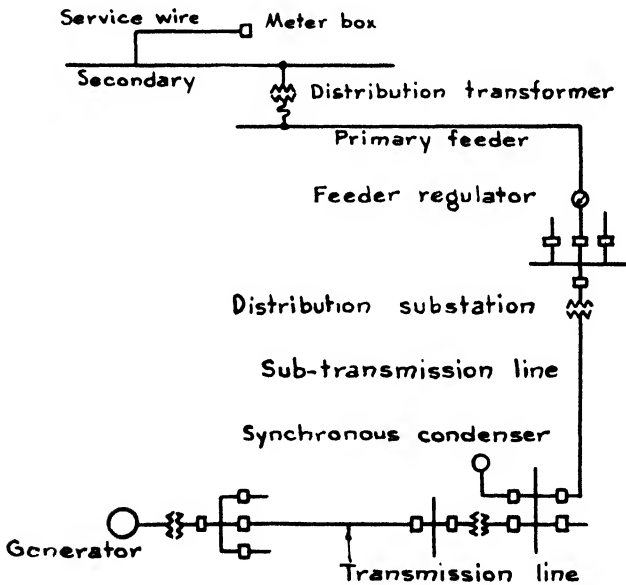 Service wire
Meter box
Secondary
Distribution transformer
Primary feeder
Feeder regulator
Distribution substation
Sub-transmission line
Synchronous condenser
Generator
Transmission line